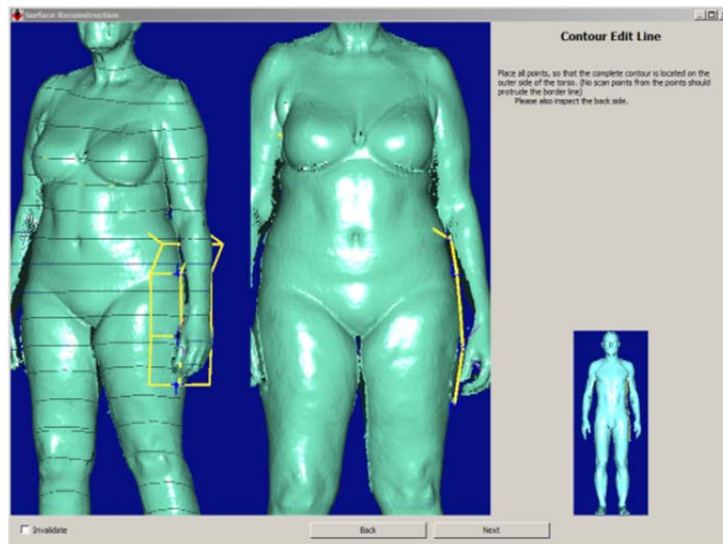 Surface Reconstruction
Contour Edit Line
Place all points, so that the complete contour is located on the
outer side of the torso. (No scan points from the points should
protrude the border line)
Please also inspect the back side.
Invalidate
Back
Next